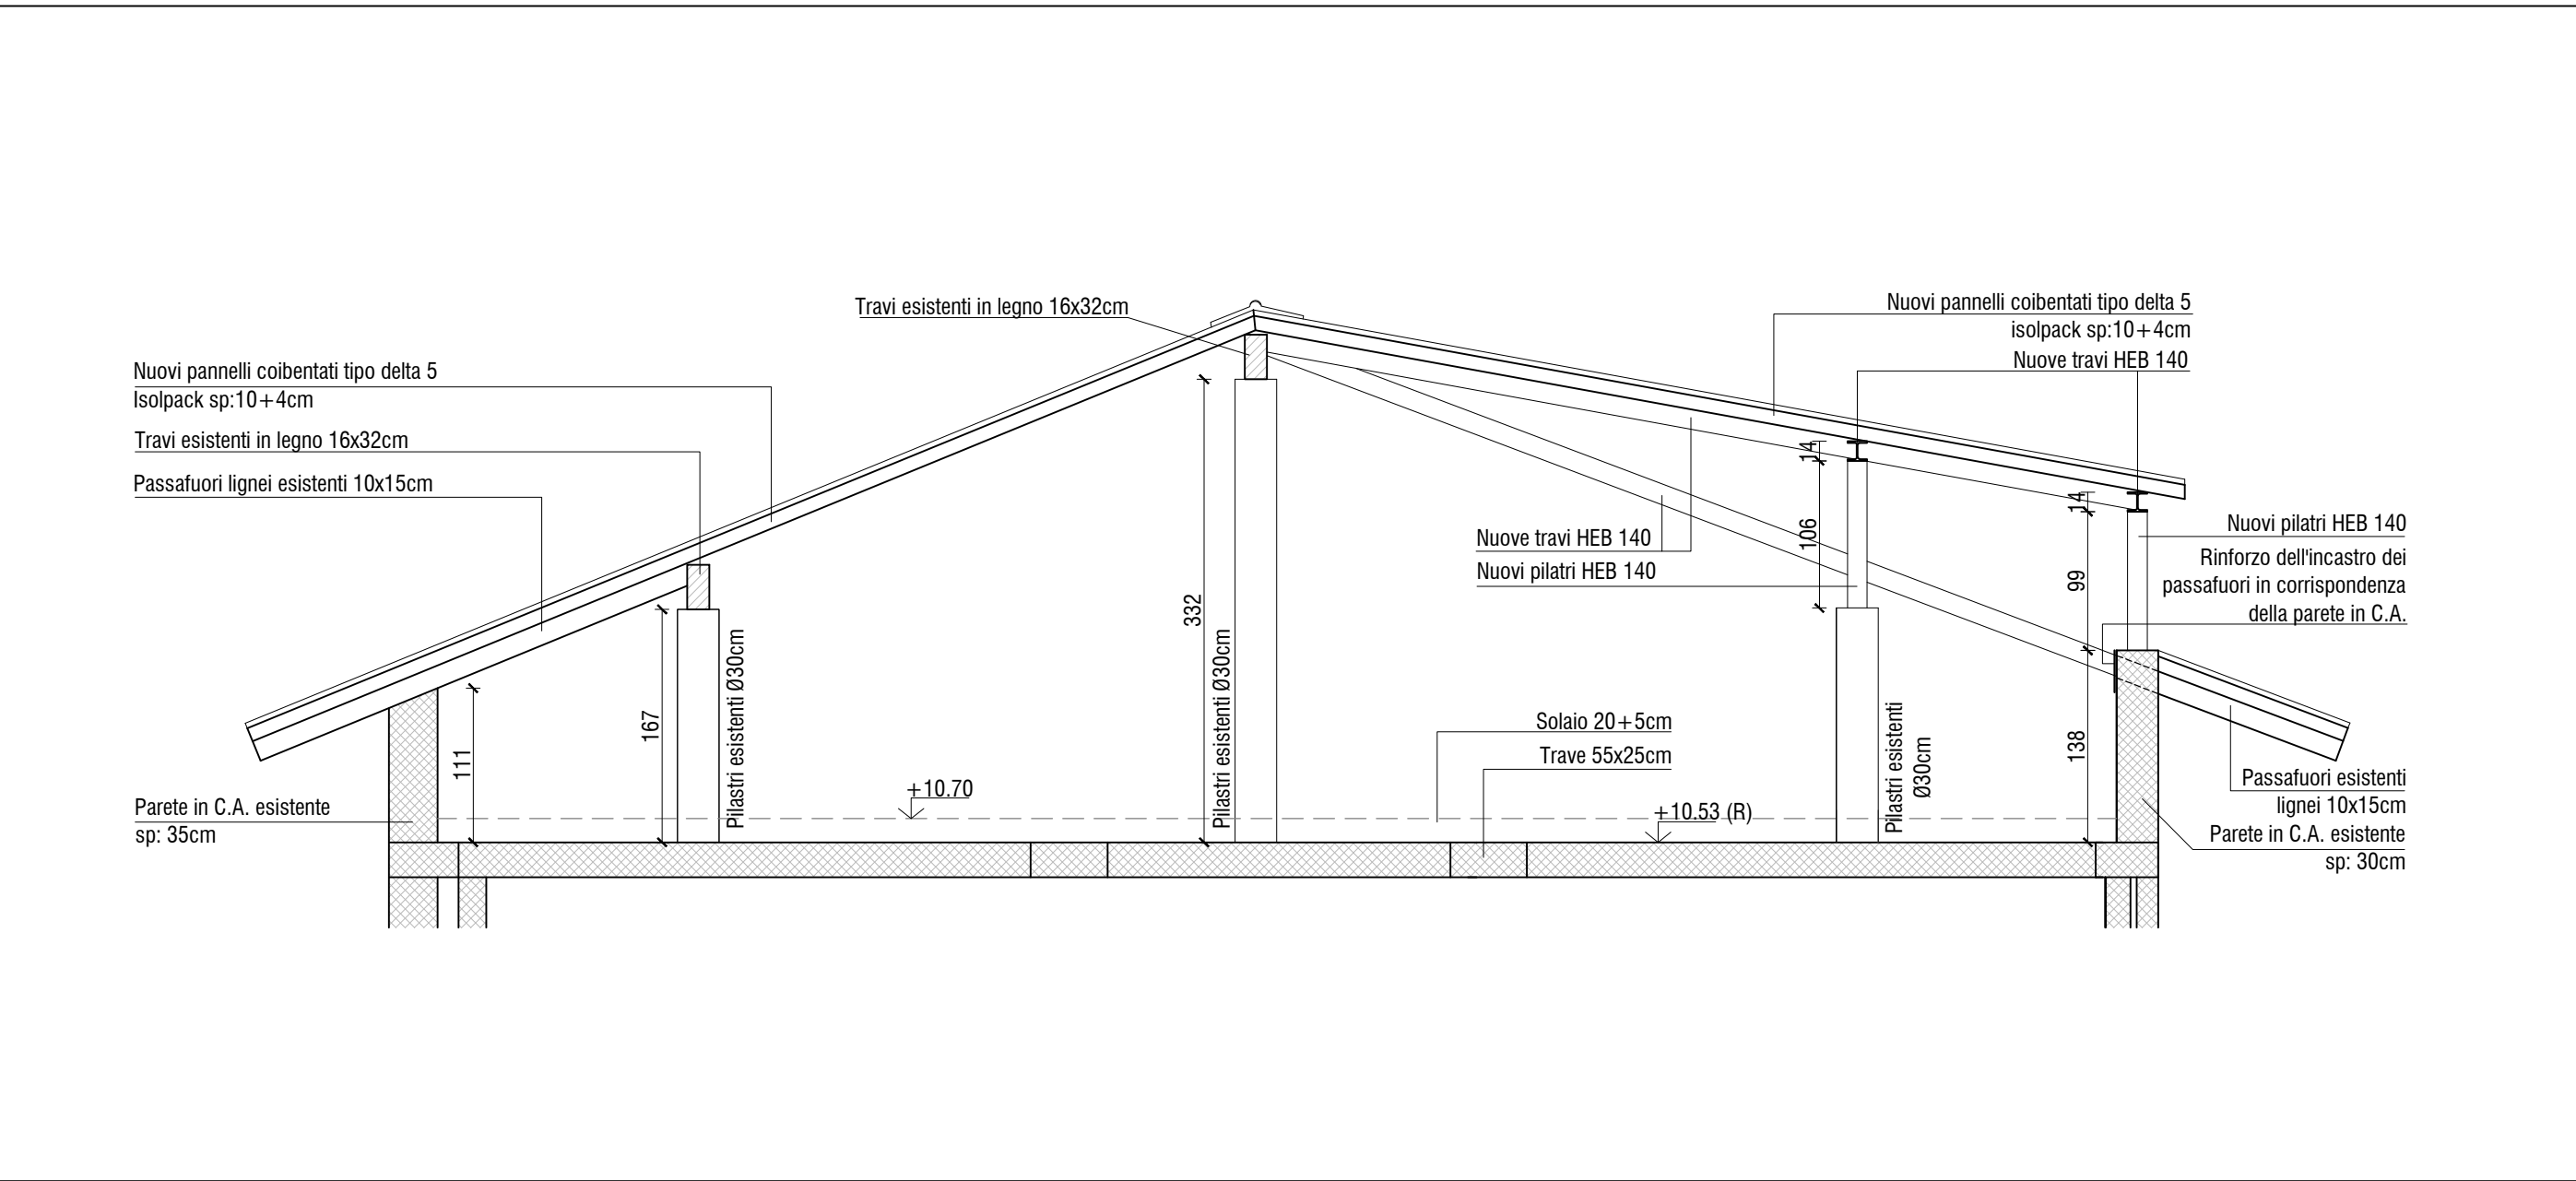 Travi esistenti in legno 16x32cm
Nuovi pannelli coibentati tipo delta 5
isolpack sp:10+4cm
Nuove travi HEB 140
Nuovi pannelli coibentati tipo delta 5
Isolpack sp:10+4cm
Travi esistenti in legno 16x32cm
Passafuori lignei esistenti 10x15cm
Parete in C.A. esistente
sp: 35cm
111
167
Pilastri esistenti Ø30cm
+10.70
332
Pilastri esistenti Ø30cm
Nuove travi HEB 140
Nuovi pilatri HEB 140
Solaio 20+5cm
Trave 55x25cm
+10.53 (R)
14
106
Pilastri esistenti
Ø30cm
14
99
138
Nuovi pilatri HEB 140
Rinforzo dell'incastro dei
passafuori in corrispondenza
della parete in C.A.
Passafuori esistenti
lignei 10x15cm
Parete in C.A. esistente
sp: 30cm